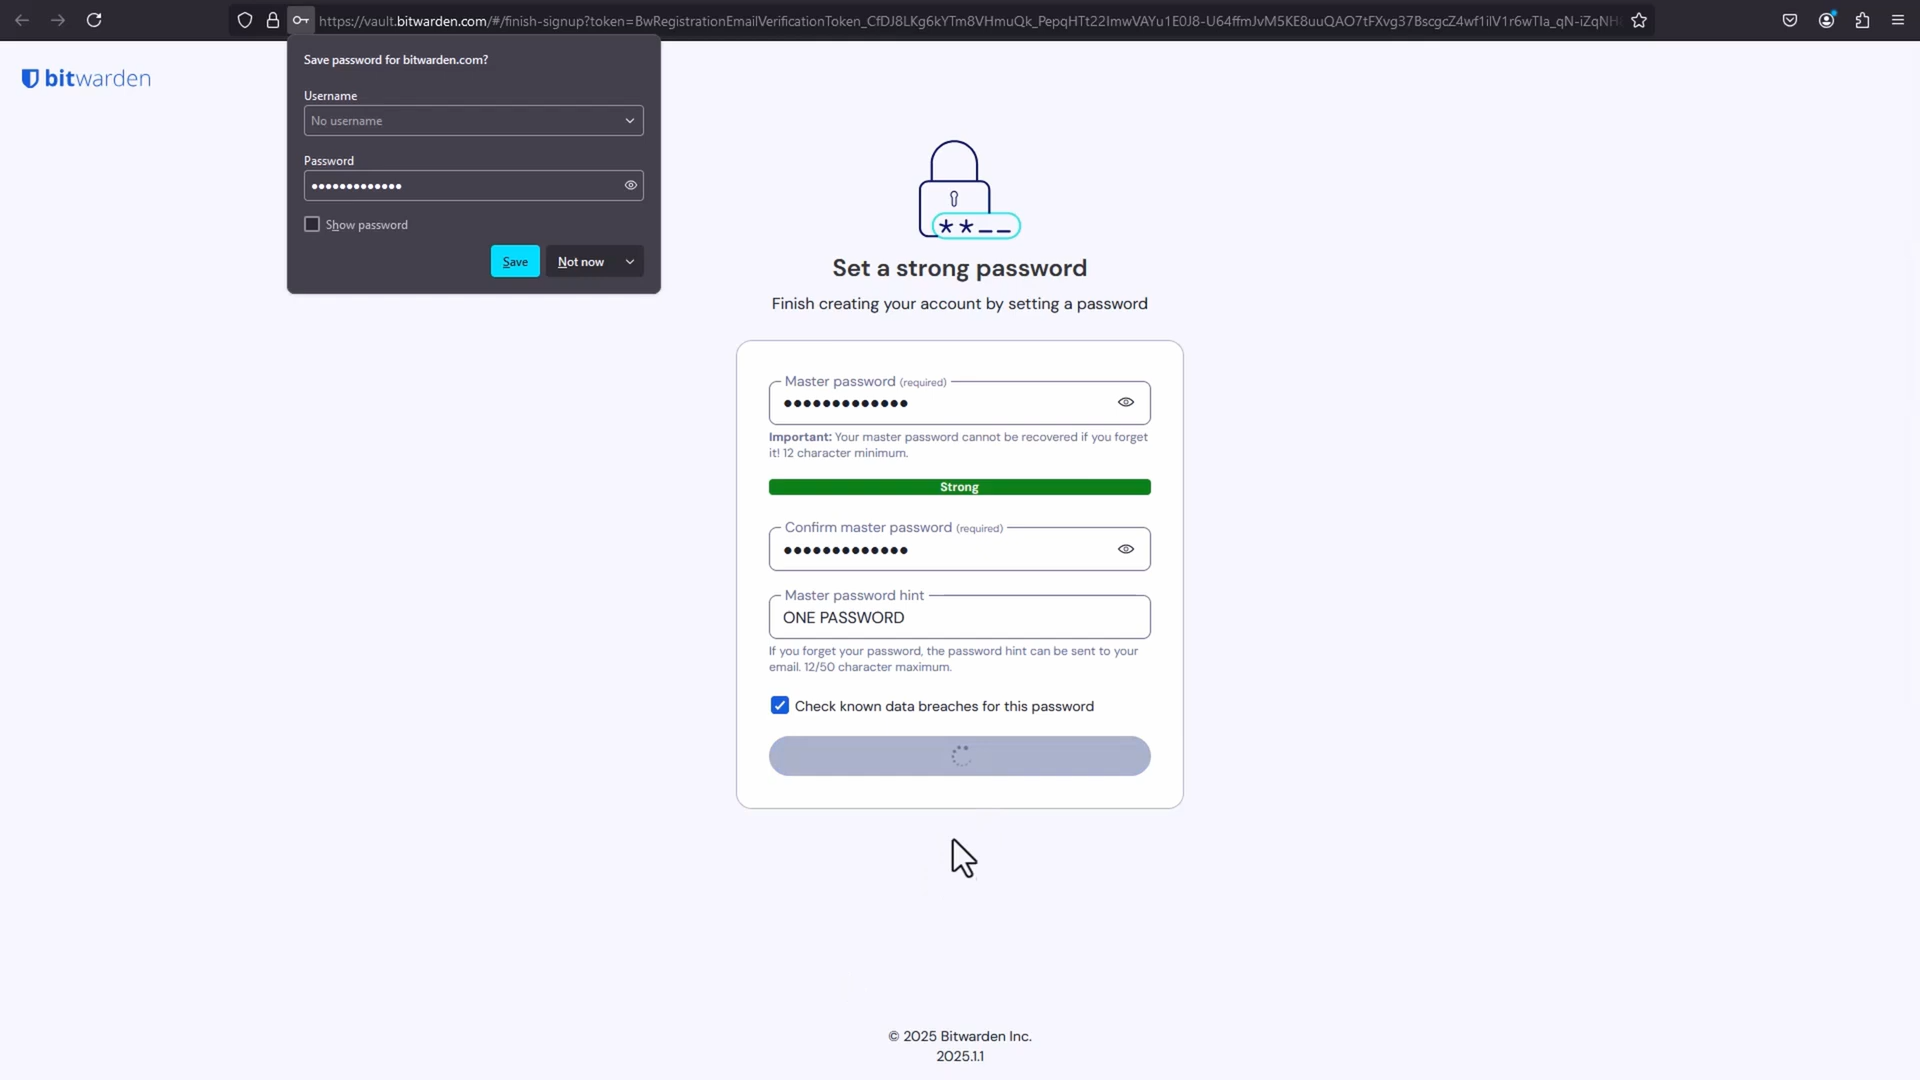 https://vault.bitwarden.com/#/finish-signup?token=BwRegistrationEmailVerificationToken_
bitwarden
Save password for bitwarden.com?
Username
No username
Password
•••••••••••••
Show password
Save
Not now
**__
Set a strong password
Finish creating your account by setting a password
Master password (required)
•••••••••••••
Important: Your master password cannot be recovered if you forget
it! 12 character minimum.
Strong
Confirm master password (required)
•••••••••••••
Master password hint
ONE PASSWORD
If you forget your password, the password hint can be sent to your
email. 12/50 character maximum.
Check known data breaches for this password
© 2025 Bitwarden Inc.
2025.1.1